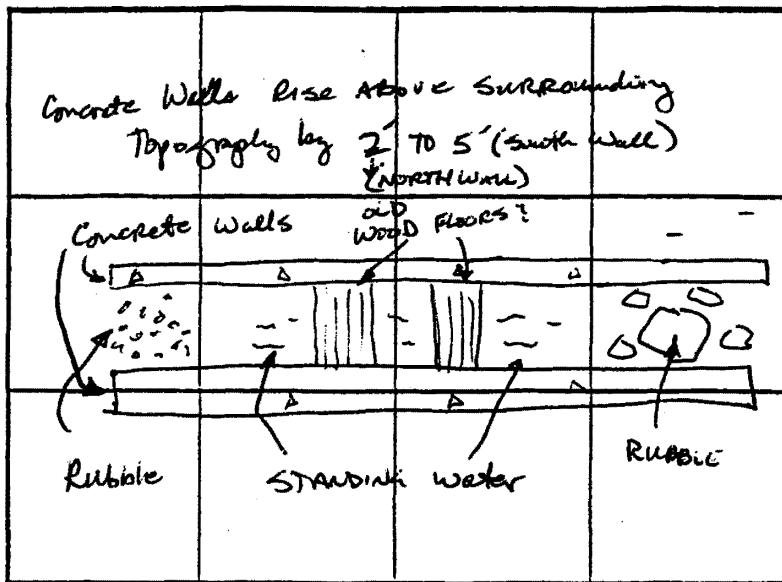 Concrete Walls Rise Above Surrounding
Topography by 2' TO 5' (South Wall)
(NORTH WALL)
Concrete Walls
OLD
WOOD FLOORS?
Rubble
STANDING Water
RUBBLE